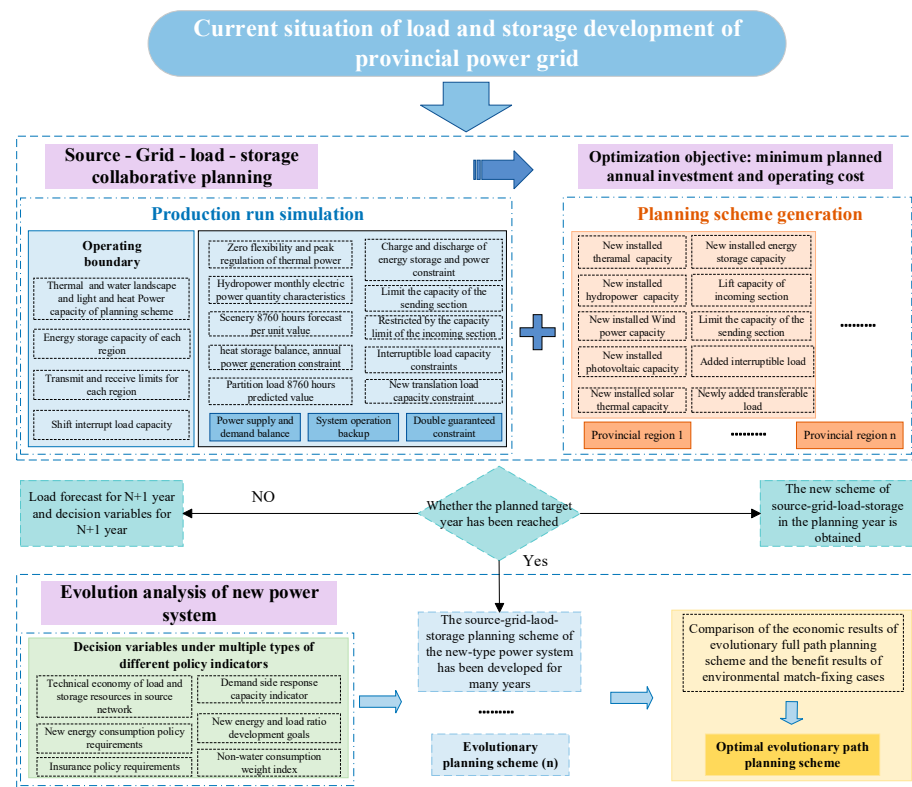 Current situation of load and storage development of
provincial power grid
Source - Grid - load - storage
collaborative planning
Optimization objective: minimum planned
annual investment and operating cost
Production run simulation
Operating
boundary
Thermal and water landscape
and light and heat Power
capacity of planning scheme
Energy storage capacity of each
region
Transmit and receive limits for
each region
Shift interrupt load capacity
Zero flexibility and peak
regulation of thermal power
Hydropower monthly electric
power quantity characteristics
Scenery 8760 hours forecast
per unit value
heat storage balance, annual
power generation constraint
Partition load 8760 hours
predicted value
Charge and discharge of
energy storage and power
constraint
Limit the capacity of the
sending section
Restricted by the capacity
limit of the incoming section
Interruptible load capacity
constraints
New translation load
capacity constraint
Power supply and
demand balance
System operation
backup
Double guaranteed
constraint
Planning scheme generation
New installed
theramal capacity
New installed
hydropower capacity
New installed Wind
power capacity
New installed
photovoltaic capacity
New installed solar
thermal capacity
New installed energy
storage capacity
Lift capacity of
incoming section
Limit the capacity of the
sending section
Added interruptible load
Newly added transferable
load
.........
Provincial region 1
.........
Provincial region n
Load forecast for N+1 year
and decision variables for
N+1 year
NO
Whether the planned target
year has been reached
The new scheme of
source-grid-load-storage
in the planning year is
obtained
Yes
Evolution analysis of new power
system
Decision variables under multiple types
of different policy indicators
Technical economy of load and
storage resources in source
network
New energy consumption policy
requirements
Insurance policy requirements
Demand side response
capacity indicator
New energy and load ratio
development goals
Non-water consumption
weight index
The source-grid-laod-
storage planning scheme of
the new-type power system
has been developed for
many years
.........
Evolutionary
planning scheme (n)
Comparison of the economic results of
evolutionary full path planning
scheme and the benefit results of
environmental match-fixing cases
Optimal evolutionary path
planning scheme